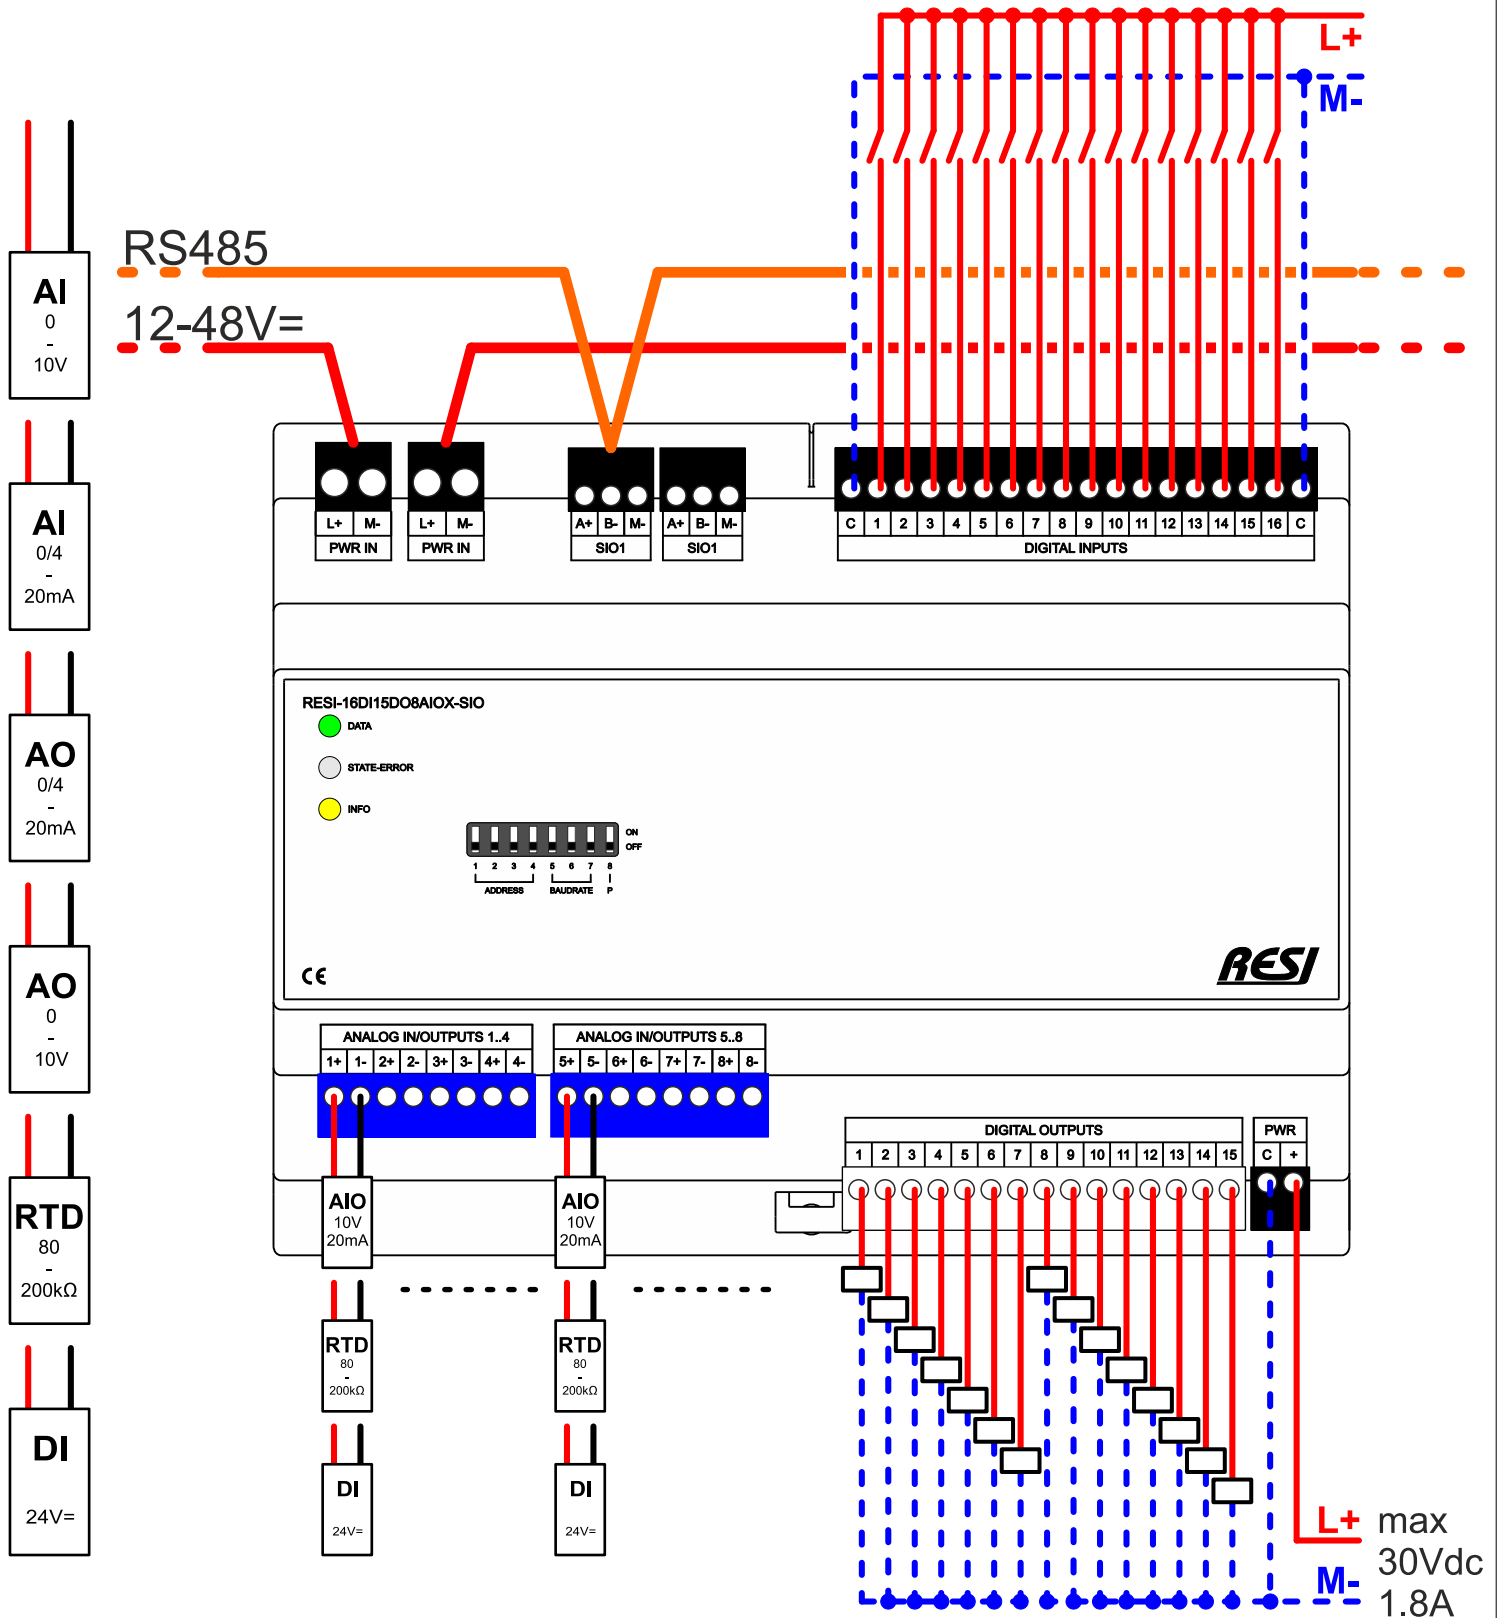 L+
M-
RS485
12-48V=
AI
0
-
10V
AI
0/4
-
20mA
AO
0/4
-
20mA
AO
0
-
10V
RTD
80
-
200kΩ
DI
24V=
L+ M- L+ M- A+ B- M- A+ B- M- C 1 2 3 4 5 6 7 8 9 10 11 12 13 14 15 16 C
PWR IN PWR IN SIO1 SIO1 DIGITAL INPUTS
RESI-16DI15DO8AIOX-SIO
DATA
STATE-ERROR
INFO
ON
OFF
1 2 3 4 5 6 7 8
ADDRESS BAUDRATE P
CE
RESI
ANALOG IN/OUTPUTS 1..4 ANALOG IN/OUTPUTS 5..8
1+ 1- 2+ 2- 3+ 3- 4+ 4- 5+ 5- 6+ 6- 7+ 7- 8+ 8-
DIGITAL OUTPUTS PWR
1 2 3 4 5 6 7 8 9 10 11 12 13 14 15 C +
AIO
10V
20mA
AIO
10V
20mA
RTD
80
-
200kΩ
RTD
80
-
200kΩ
DI
24V=
DI
24V=
L+ max
30Vdc
M- 1.8A